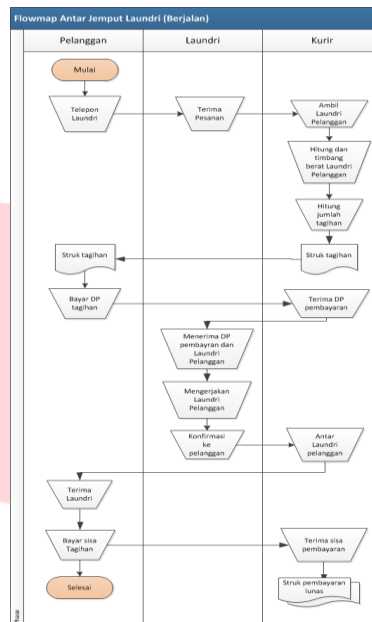 Flowmap Antar Jemput Laundri (Berjalan)
Pelanggan
Laundri
Kurir
Mulai
Telepon
Laundri
Terima
Pesanan
Ambil
Laundri
Pelanggan
Hitung dan
timbang
berat Laundri
Pelanggan
Hitung
jumlah
tagihan
Struk tagihan
Struk tagihan
Bayar DP
tagihan
Terima DP
pembayaran
Menerima DP
pembayran dan
Laundri
Pelanggan
Mengerjakan
Laundri
Pelanggan
Konfirmasi
ke
pelanggan
Antar
Laundri
pelanggan
Terima
Laundri
Bayar sisa
Tagihan
Terima sisa
pembayaran
Selesai
Struk pembayaran
lunas